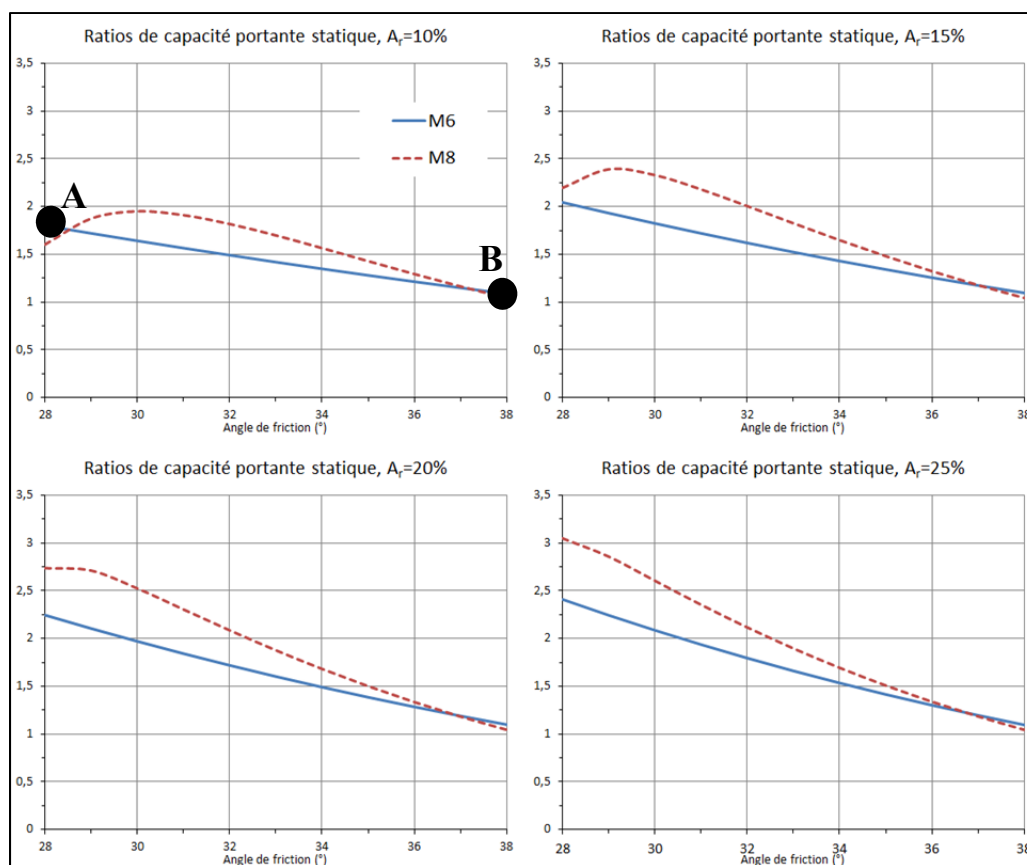 Ratios de capacité portante statique, Ar=10%
3,5
3
2,5
2
1,5
1
0,5
0
M6
M8
A
B
28 30 32 34 36 38
Angle de friction (°)
Ratios de capacité portante statique, Ar=15%
3,5
3
2,5
2
1,5
1
0,5
0
28 30 32 34 36 38
Angle de friction (°)
Ratios de capacité portante statique, Ar=20%
3,5
3
2,5
2
1,5
1
0,5
0
28 30 32 34 36 38
Angle de friction (°)
Ratios de capacité portante statique, Ar=25%
3,5
3
2,5
2
1,5
1
0,5
0
28 30 32 34 36 38
Angle de friction (°)